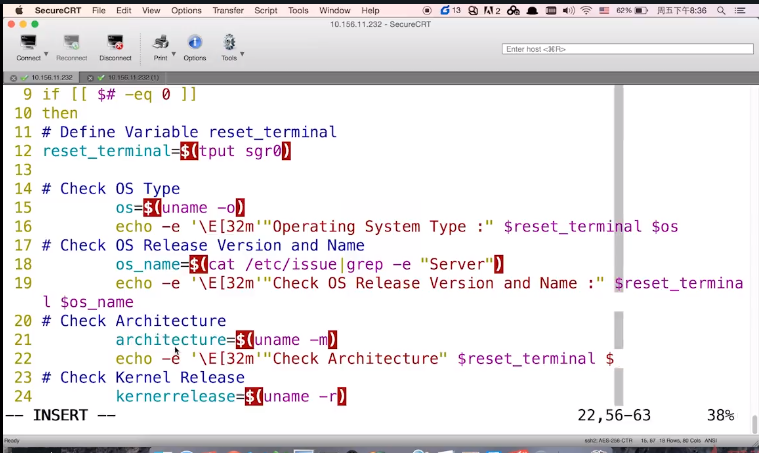 SecureCRT File Edit View Options Transfer Script Tools Window Help 13 2 62% 周五下午8:36
10.156.11.232 - SecureCRT
Connect Reconnect Disconnect Print Options Tools Enter host <⌘R>
10.156.11.232 10.156.11.232 (1)
9 if [[ $# -eq 0 ]]
10 then
11 # Define Variable reset_terminal
12 reset_terminal=$(tput sgr0)
13
14 # Check OS Type
15 os=$(uname -o)
16 echo -e '\E[32m'"Operating System Type :" $reset_terminal $os
17 # Check OS Release Version and Name
18 os_name=$(cat /etc/issue|grep -e "Server")
19 echo -e '\E[32m'"Check OS Release Version and Name :" $reset_termina
l $os_name
20 # Check Architecture
21 architecture=$(uname -m)
22 echo -e '\E[32m'"Check Architecture" $reset_terminal $
23 # Check Kernel Release
24 kernerrelease=$(uname -r)
-- INSERT -- 22,56-63 38%
Ready ssh2: AES-256-CTR 15, 67 19 Rows, 80 Cols ANSI